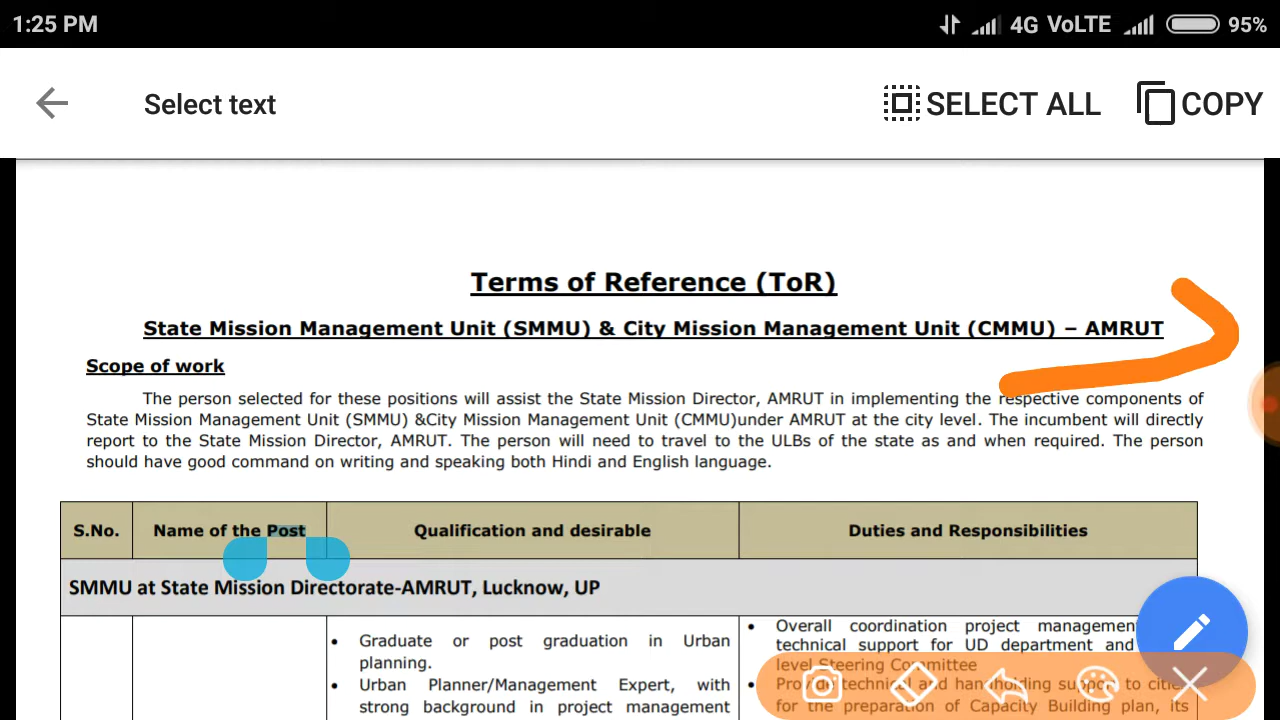 1:25 PM 4G VoLTE 95%
Select text SELECT ALL COPY
Terms of Reference (ToR)
State Mission Management Unit (SMMU) & City Mission Management Unit (CMMU) – AMRUT
Scope of work
The person selected for these positions will assist the State Mission Director, AMRUT in implementing the respective components of
State Mission Management Unit (SMMU) &City Mission Management Unit (CMMU)under AMRUT at the city level. The incumbent will directly
report to the State Mission Director, AMRUT. The person will need to travel to the ULBs of the state as and when required. The person
should have good command on writing and speaking both Hindi and English language.
S.No. Name of the Post Qualification and desirable Duties and Responsibilities
SMMU at State Mission Directorate-AMRUT, Lucknow, UP
• Graduate or post graduation in Urban
planning.
• Urban Planner/Management Expert, with
strong background in project management
• Overall coordination project management
technical support for UD department and
level Steering Committee
• Provide technical and handholding support to
for the preparation of Capacity Building plan, its